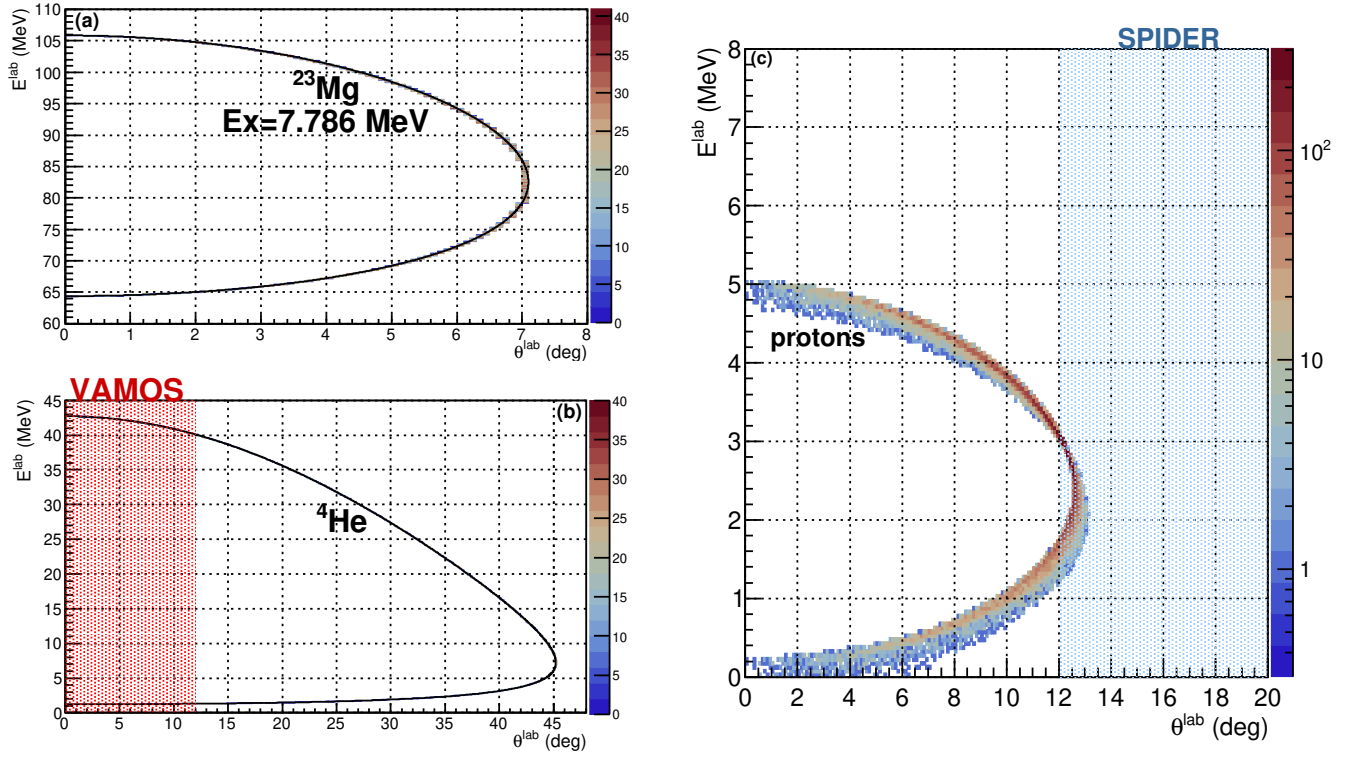 (a)
E^lab (MeV)
110
105
100
95
90
85
80
75
70
65
60
^23Mg
Ex=7.786 MeV
0 1 2 3 4 5 6 7 8
θ^lab (deg)
40
35
30
25
20
15
10
5
0
VAMOS
(b)
E^lab (MeV)
45
40
35
30
25
20
15
10
5
0
^4He
0 5 10 15 20 25 30 35 40 45
θ^lab (deg)
40
35
30
25
20
15
10
5
0
SPIDER
(c)
E^lab (MeV)
8
7
6
5
4
3
2
1
0
protons
0 2 4 6 8 10 12 14 16 18 20
θ^lab (deg)
10^2
10
1